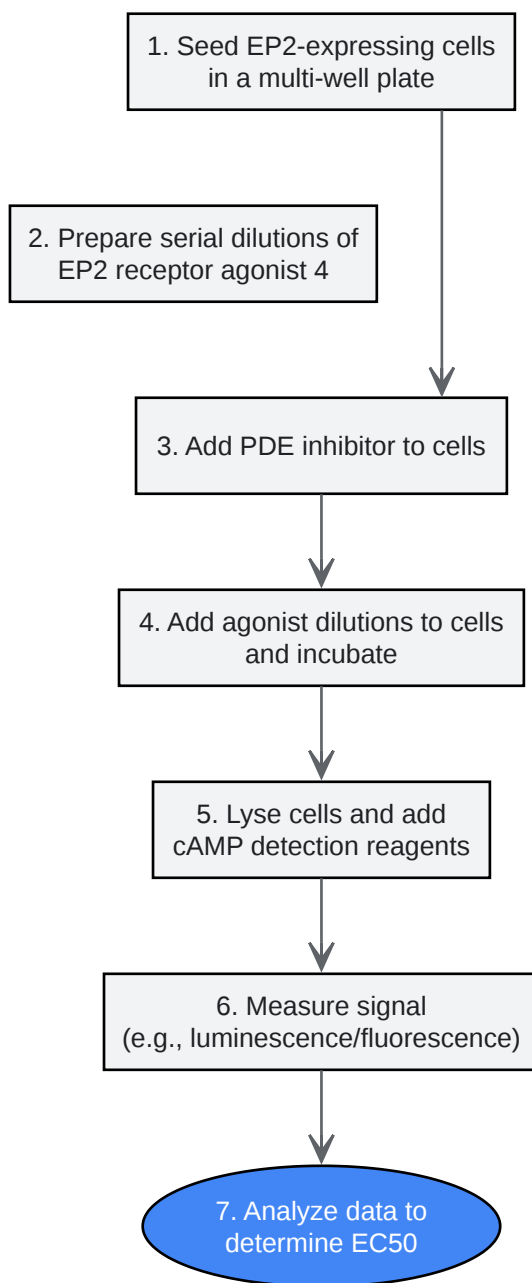 1. Seed EP2-expressing cells
in a multi-well plate
2. Prepare serial dilutions of
EP2 receptor agonist 4
3. Add PDE inhibitor to cells
4. Add agonist dilutions to cells
and incubate
5. Lyse cells and add
cAMP detection reagents
6. Measure signal
(e.g., luminescence/fluorescence)
7. Analyze data to
determine EC50